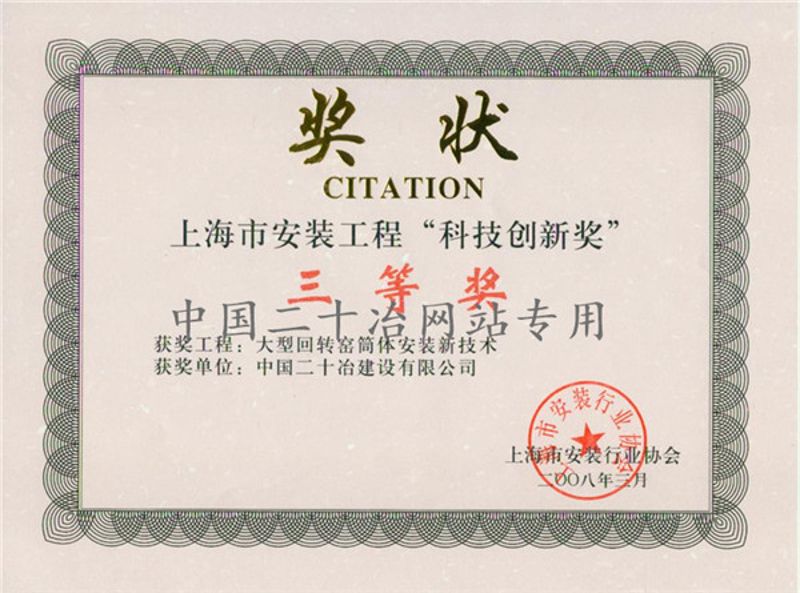 奖 状
CITATION
上海市安装工程“科技创新奖”
三 等 奖
中国二十冶网站专用
获奖工程：大型回转窑筒体安装新技术
获奖单位：中国二十冶建设有限公司
上海市安装行业协会
上海市安装行业协会
二〇〇八年三月